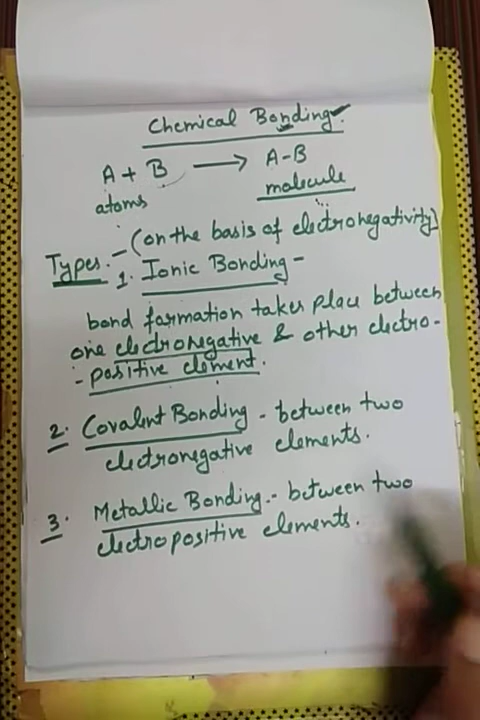 Chemical Bonding
A + B → A-B
atoms molecule
Types:- (on the basis of electronegativity)
1. Ionic Bonding-
bond formation takes place between
one electronegative & other electro-
- positive element.
2. Covalent Bonding - between two
electronegative elements.
3. Metallic Bonding.- between two
electropositive elements.